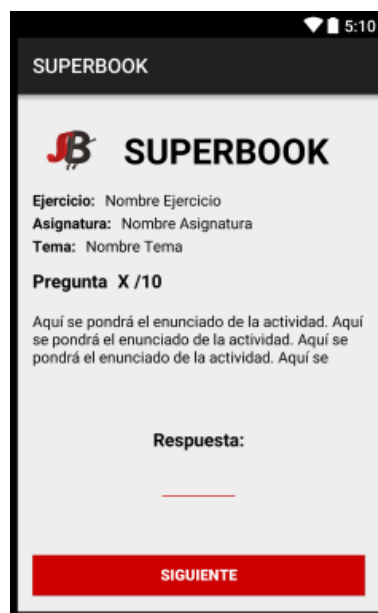 5:10
SUPERBOOK
SB SUPERBOOK
Ejercicio: Nombre Ejercicio
Asignatura: Nombre Asignatura
Tema: Nombre Tema
Pregunta X /10
Aquí se pondrá el enunciado de la actividad. Aquí
se pondrá el enunciado de la actividad. Aquí se
pondrá el enunciado de la actividad. Aquí se
Respuesta:
SIGUIENTE